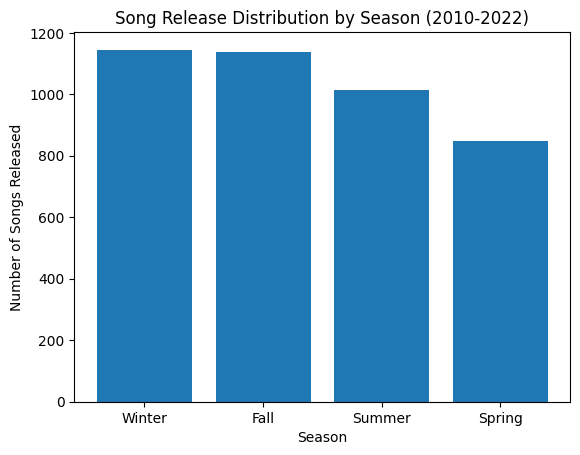 Song Release Distribution by Season (2010-2022)
Number of Songs Released
1200
1000
800
600
400
200
0
Winter
Fall
Summer
Spring
Season